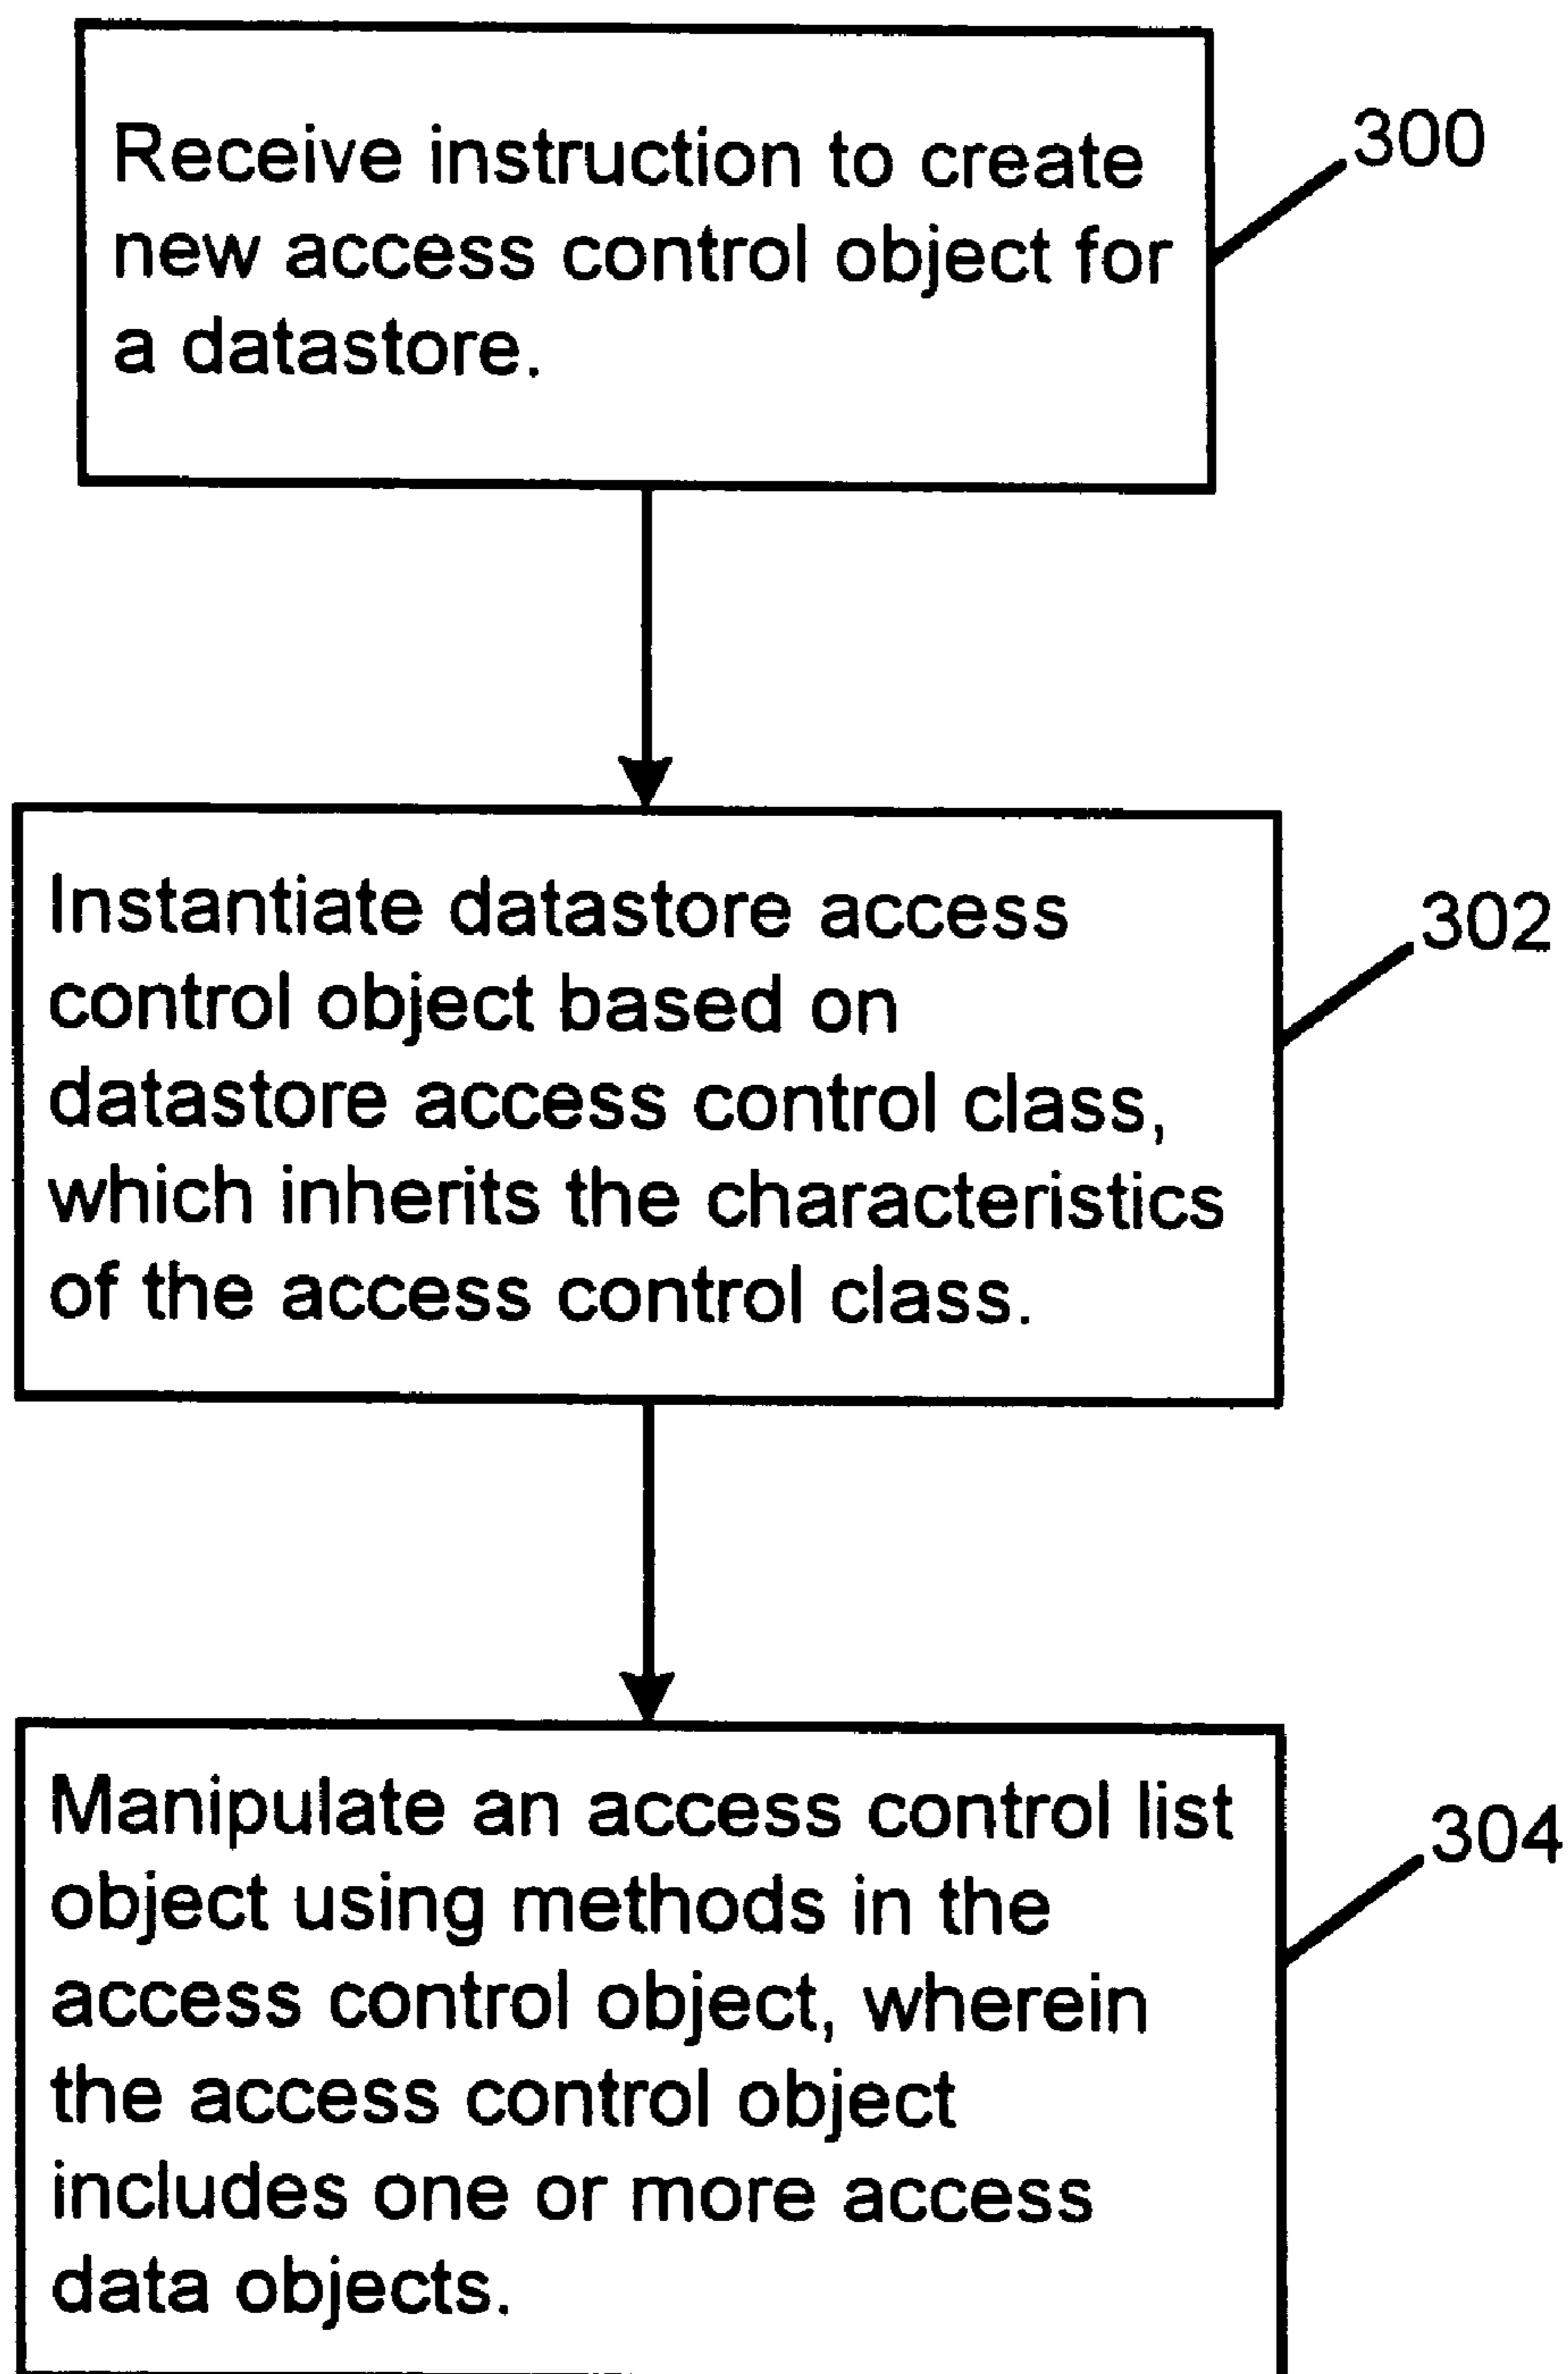 Receive instruction to create
new access control object for
a datastore.
300
Instantiate datastore access
control object based on
datastore access control class,
which inherits the characteristics
of the access control class.
302
Manipulate an access control list
object using methods in the
access control object, wherein
the access control object
includes one or more access
data objects.
304